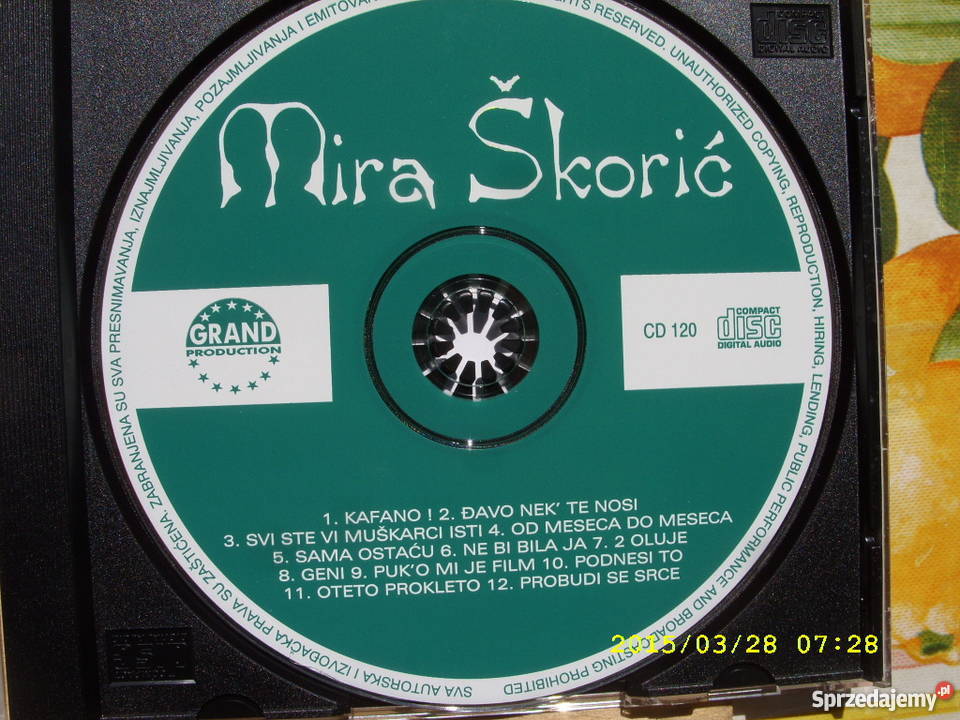 Mira Škorić
GRAND
PRODUCTION
CD 120
COMPACT
disc
DIGITAL AUDIO
1. KAFANO ! 2. ĐAVO NEK' TE NOSI
3. SVI STE VI MUŠKARCI ISTI 4. OD MESECA DO MESECA
5. SAMA OSTAĆU 6. NE BI BILA JA 7. 2 OLUJE
8. GENI 9. PUK'O MI JE FILM 10. PODNESI TO
11. OTETO PROKLETO 12. PROBUDI SE SRCE
SVA AUTORSKA I IZVOĐAČKA PRAVA SU ZAŠTIĆENA. ZABRANJENA SU SVA PRESNIMAVANJA, IZNAJMLJIVANJA, POZAJMLJIVANJA I EMITOVANJA
RIGHTS RESERVED. UNAUTHORIZED COPYING, REPRODUCTION, HIRING, LENDING, PUBLIC PERFORMANCE AND BROADCASTING PROHIBITED
disc
DIGITAL AUDIO
2015/03/28 07:28
Sprzedajemy.pl